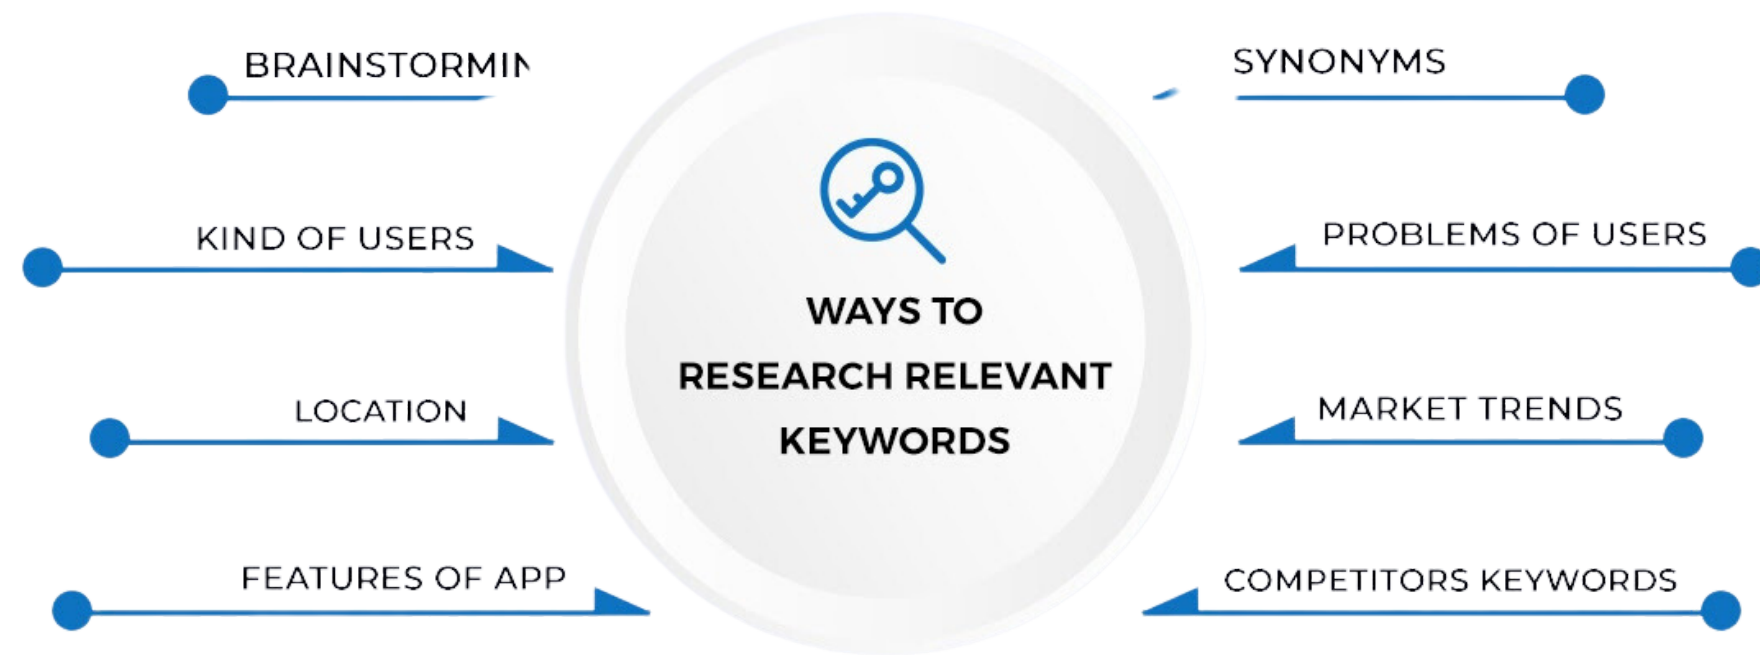 BRAINSTORMIN
KIND OF USERS
LOCATION
FEATURES OF APP
WAYS TO
RESEARCH RELEVANT
KEYWORDS
SYNONYMS
PROBLEMS OF USERS
MARKET TRENDS
COMPETITORS KEYWORDS